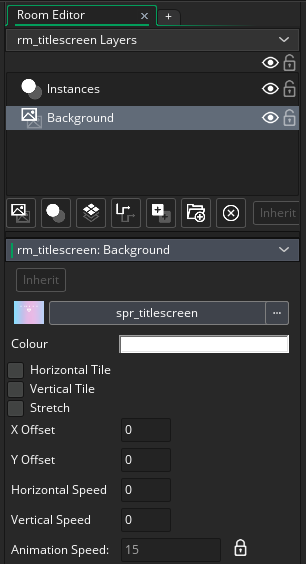 Room Editor
rm_titlescreen Layers
Instances
Background
Inherit
rm_titlescreen: Background
Inherit
spr_titlescreen
Colour
Horizontal Tile
Vertical Tile
Stretch
X Offset 0
Y Offset 0
Horizontal Speed 0
Vertical Speed 0
Animation Speed: 15